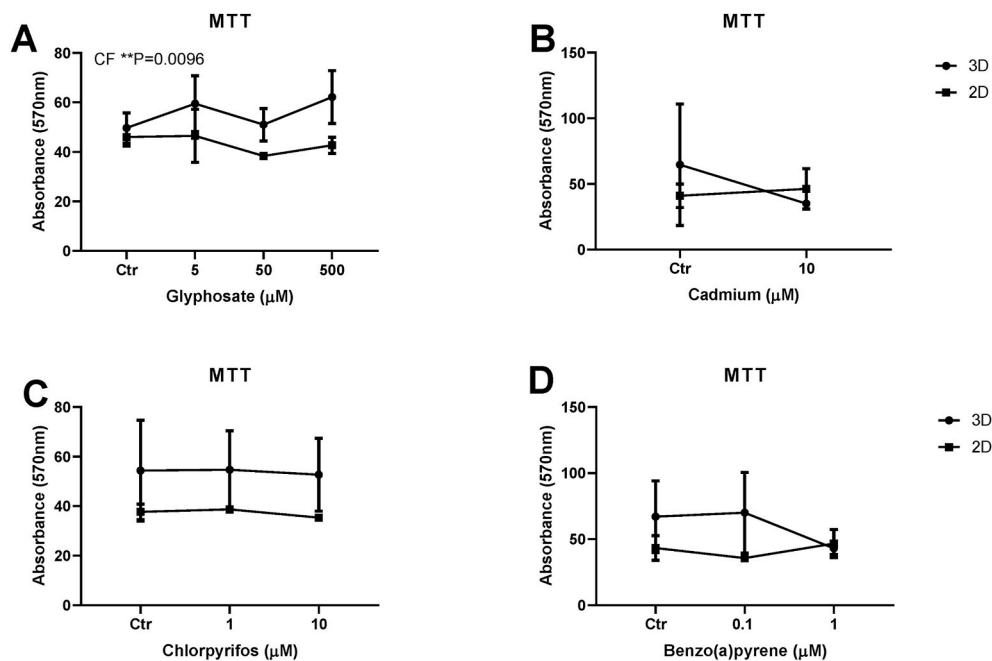 A
MTT
CF **P=0.0096
Absorbance (570nm)
80
60
40
20
0
Ctr 5 50 500
Glyphosate (μM)
B
MTT
Absorbance (570nm)
150
100
50
0
Ctr 10
Cadmium (μM)
3D
2D
C
MTT
Absorbance (570nm)
80
60
40
20
0
Ctr 1 10
Chlorpyrifos (μM)
D
MTT
Absorbance (570nm)
150
100
50
0
Ctr 0.1 1
Benzo(a)pyrene (μM)
3D
2D